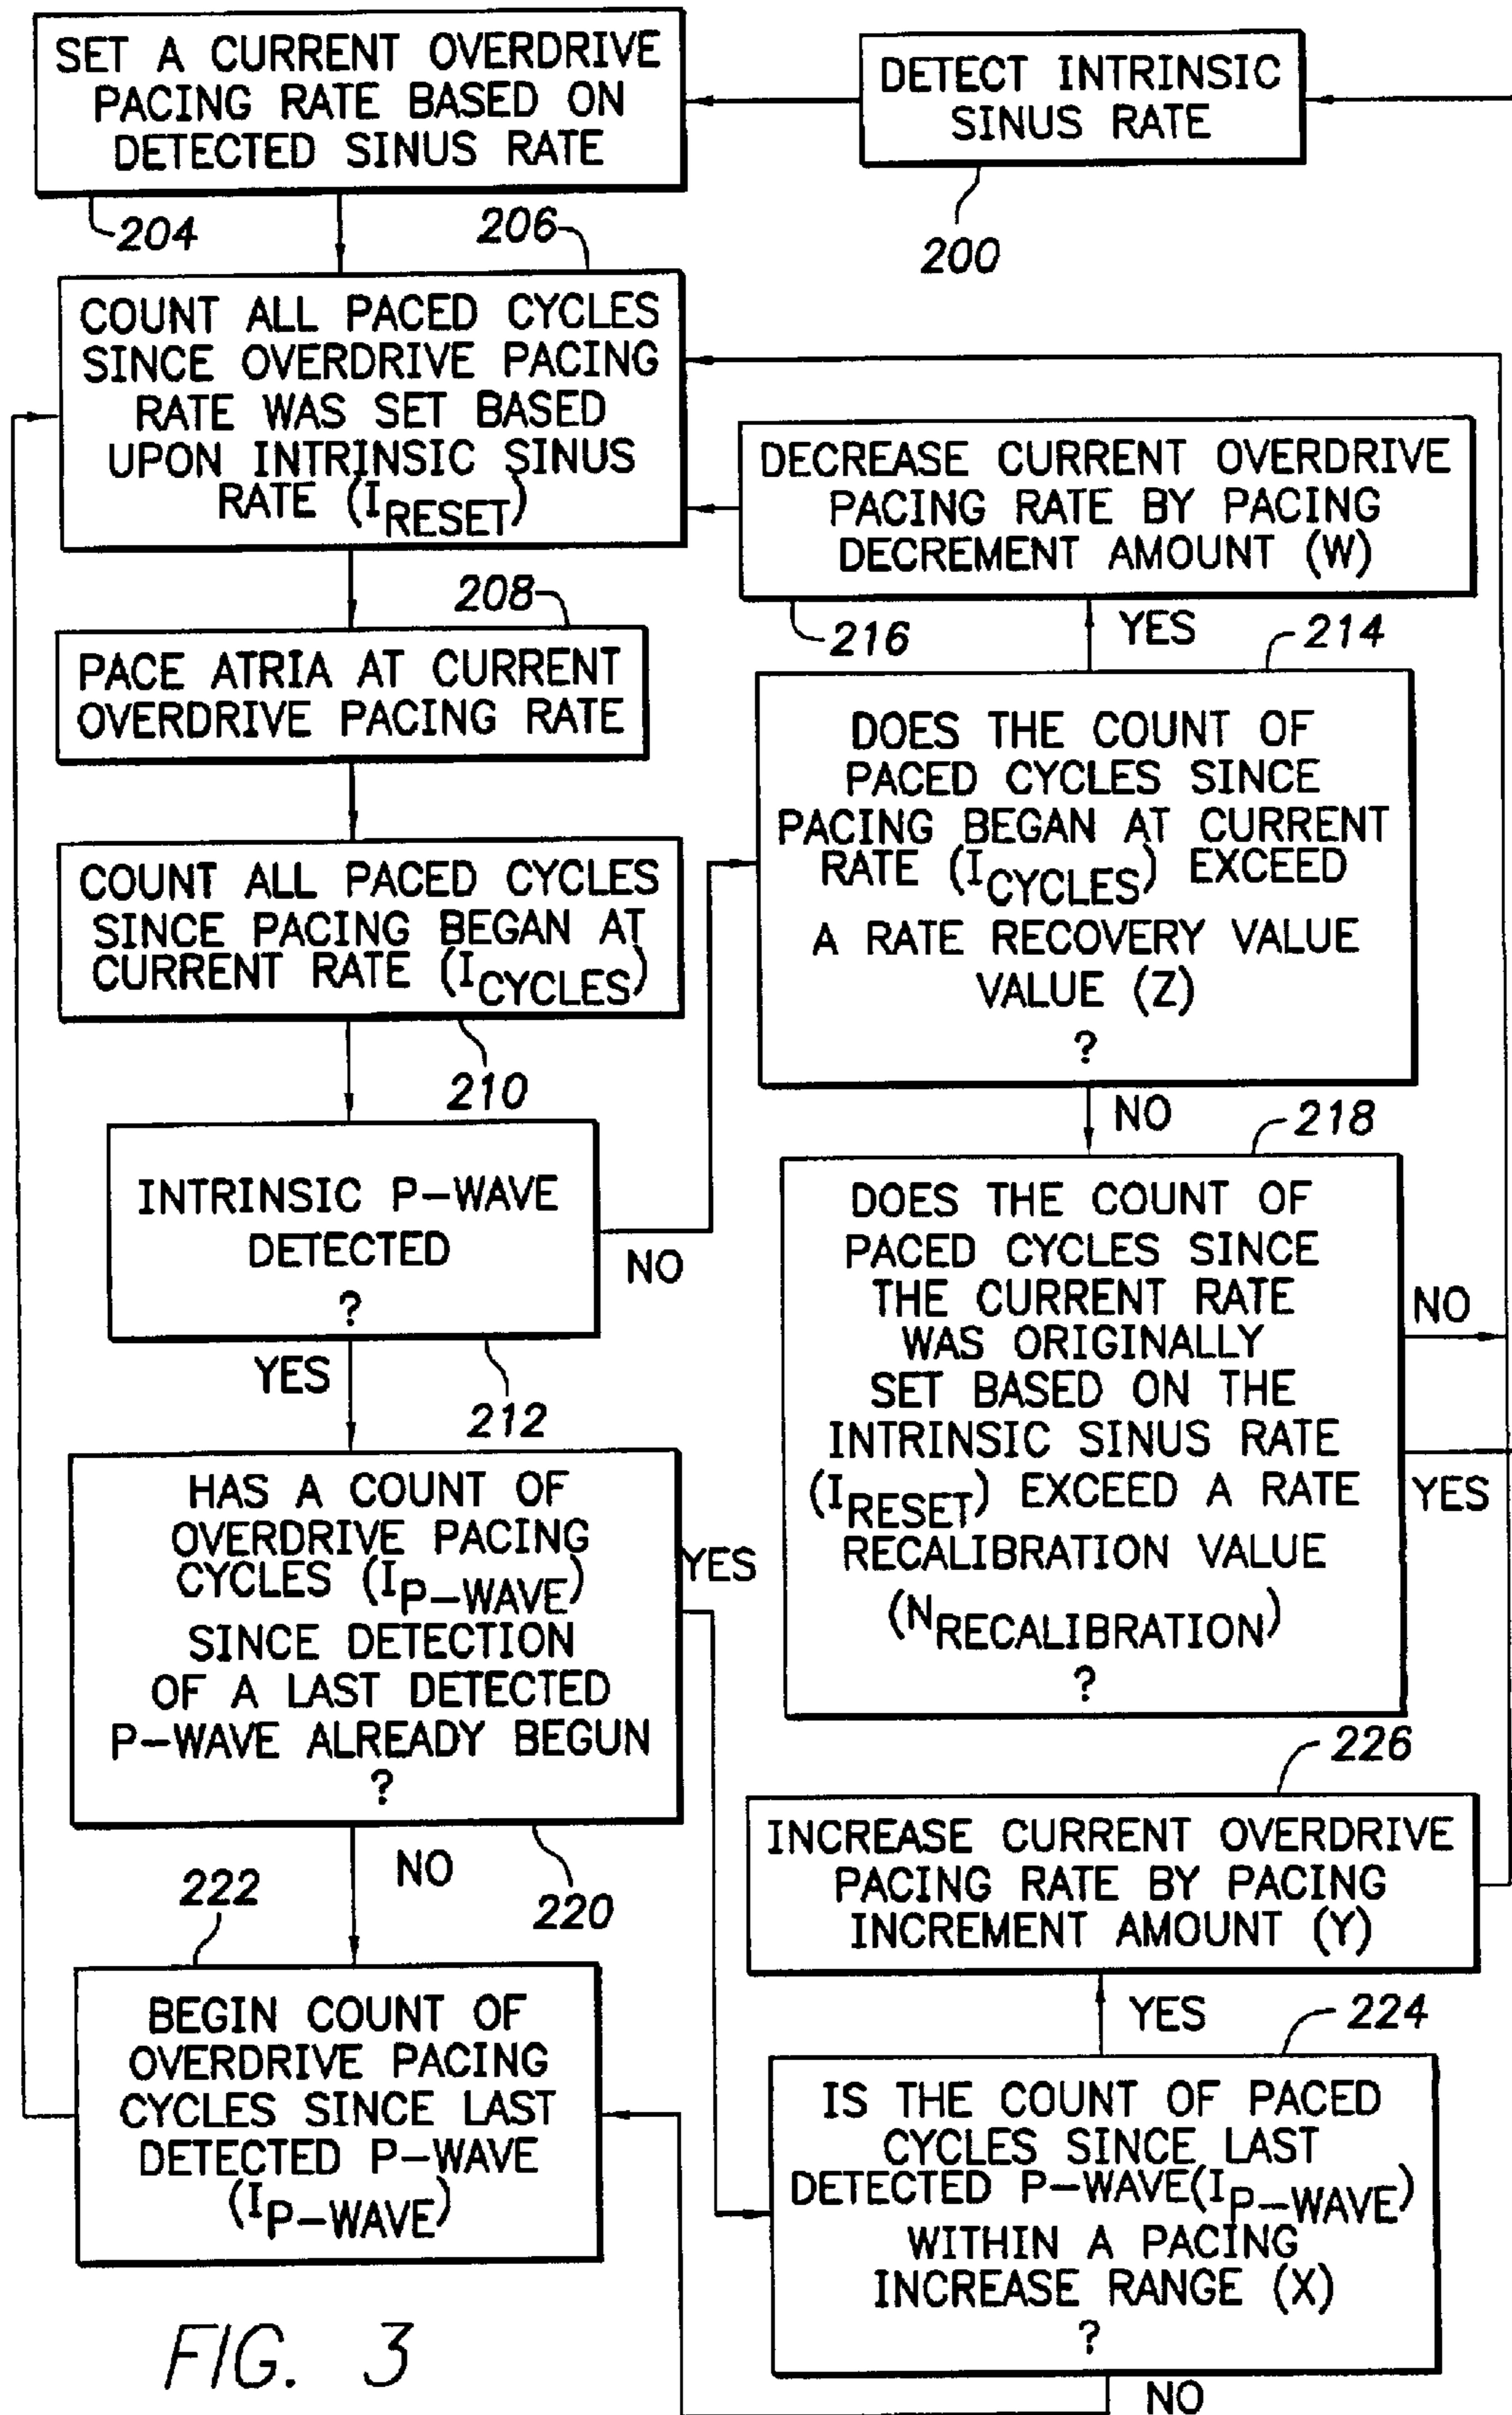 SET A CURRENT OVERDRIVE
PACING RATE BASED ON
DETECTED SINUS RATE
204
DETECT INTRINSIC
SINUS RATE
200
206
COUNT ALL PACED CYCLES
SINCE OVERDRIVE PACING
RATE WAS SET BASED
UPON INTRINSIC SINUS
RATE (IRESET)
208
PACE ATRIA AT CURRENT
OVERDRIVE PACING RATE
COUNT ALL PACED CYCLES
SINCE PACING BEGAN AT
CURRENT RATE (ICYCLES)
210
INTRINSIC P-WAVE
DETECTED
?
NO
YES
212
DECREASE CURRENT OVERDRIVE
PACING RATE BY PACING
DECREMENT AMOUNT (W)
216
YES
214
DOES THE COUNT OF
PACED CYCLES SINCE
PACING BEGAN AT CURRENT
RATE (ICYCLES) EXCEED
A RATE RECOVERY VALUE
VALUE (Z)
?
NO
218
DOES THE COUNT OF
PACED CYCLES SINCE
THE CURRENT RATE
WAS ORIGINALLY
SET BASED ON THE
INTRINSIC SINUS RATE
(IRESET) EXCEED A RATE
RECALIBRATION VALUE
(NRECALIBRATION)
?
NO
YES
HAS A COUNT OF
OVERDRIVE PACING
CYCLES (IP-WAVE)
SINCE DETECTION
OF A LAST DETECTED
P-WAVE ALREADY BEGUN
?
YES
NO
220
222
BEGIN COUNT OF
OVERDRIVE PACING
CYCLES SINCE LAST
DETECTED P-WAVE
(IP-WAVE)
226
INCREASE CURRENT OVERDRIVE
PACING RATE BY PACING
INCREMENT AMOUNT (Y)
YES
224
IS THE COUNT OF PACED
CYCLES SINCE LAST
DETECTED P-WAVE(IP-WAVE)
WITHIN A PACING
INCREASE RANGE (X)
?
NO
FIG. 3